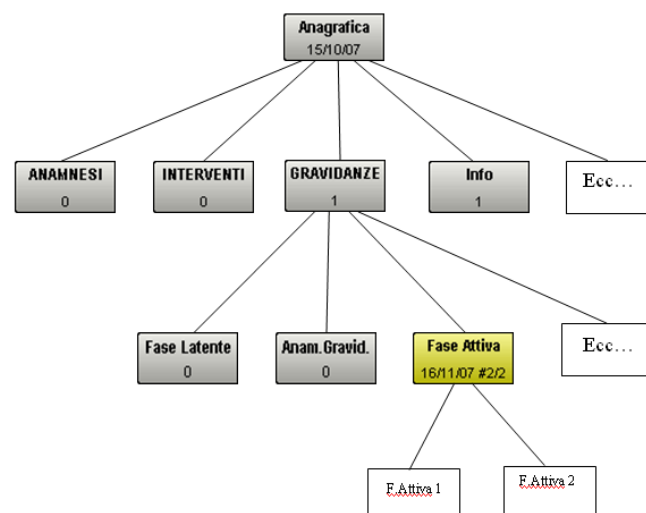 Anagrafica
15/10/07
ANAMNESI
0
INTERVENTI
0
GRAVIDANZE
1
Info
1
Ecc...
Fase Latente
0
Anam.Gravid.
0
Fase Attiva
16/11/07 #2/2
Ecc...
F.Attiva 1
F.Attiva 2